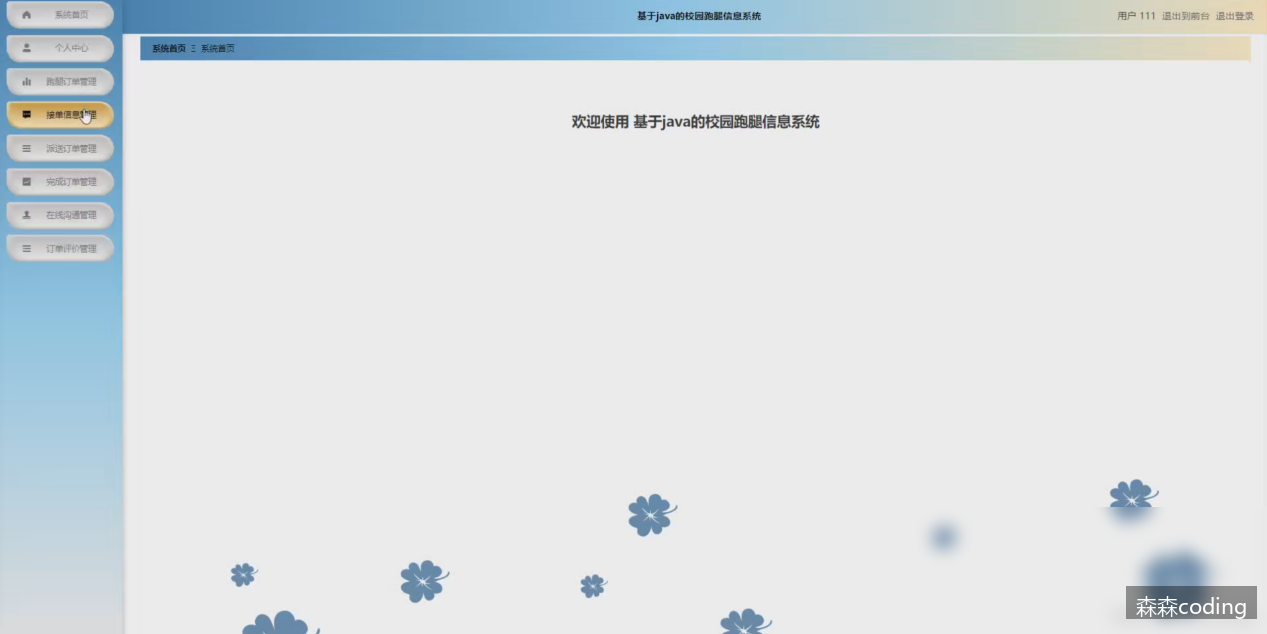 系统首页
个人中心
跑腿订单管理
接单信息管理
派送订单管理
完成订单管理
在线沟通管理
订单评价管理
基于java的校园跑腿信息系统
用户 111 退出到前台 退出登录
系统首页 Ξ 系统首页
欢迎使用 基于java的校园跑腿信息系统
森森coding